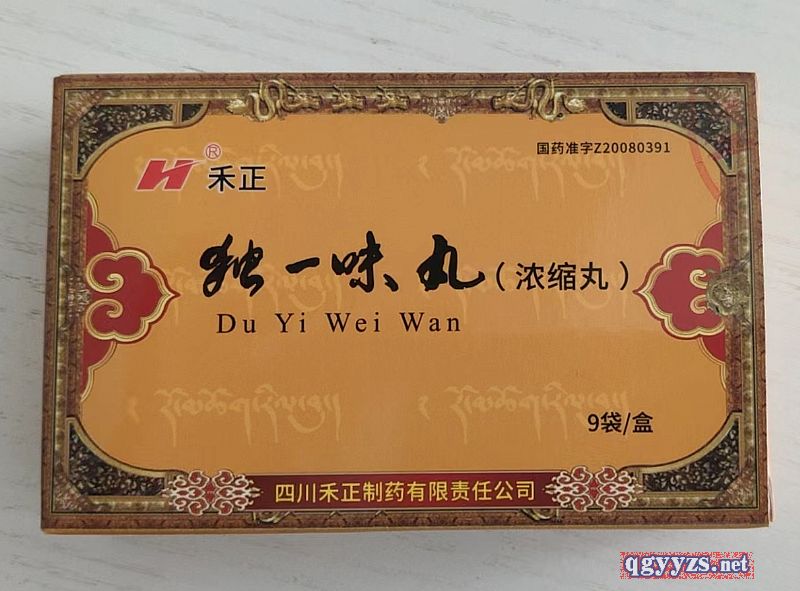 国药准字Z20080391
H® 禾正
独一味丸(浓缩丸)
Du Yi Wei Wan
9袋/盒
四川禾正制药有限责任公司
qgyyzs.net